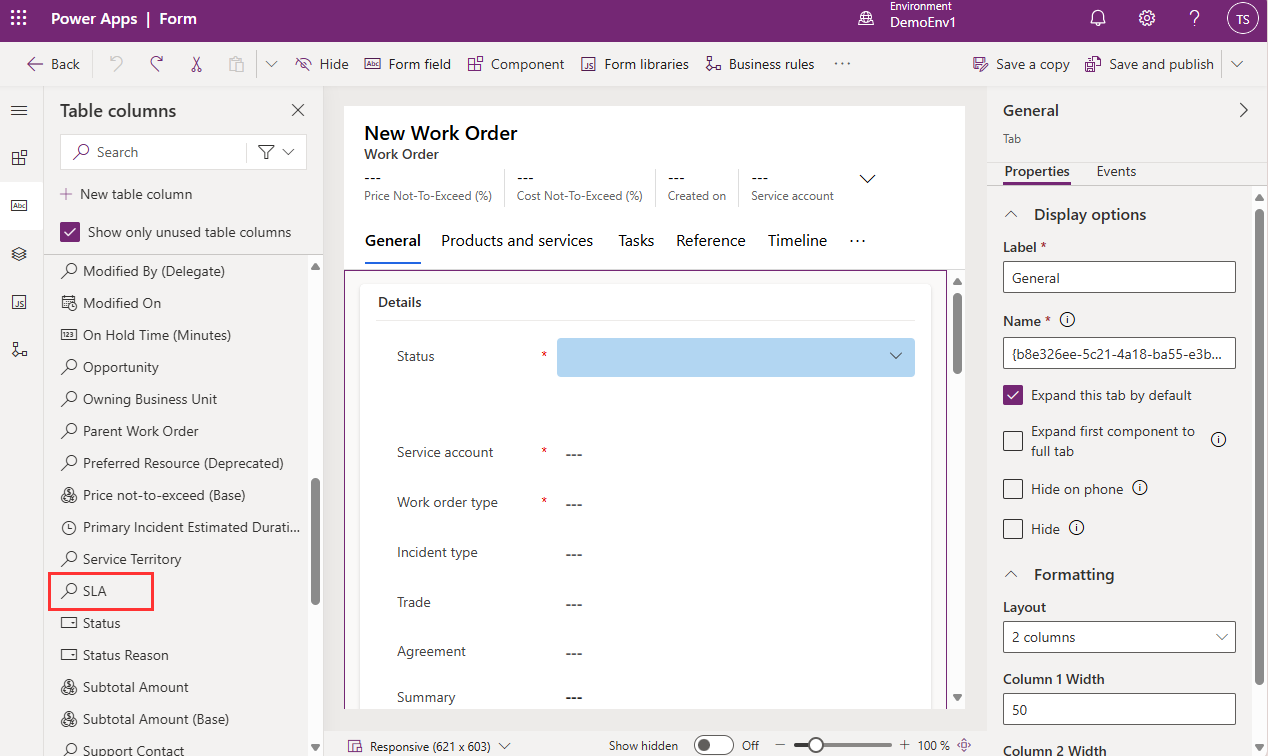 Power Apps | Form
Environment
DemoEnv1
TS
Back
Hide
Abc Form field
Component
JS Form libraries
Business rules
...
Save a copy
Save and publish
Table columns
Search
New table column
Show only unused table columns
Abc
JS
Modified By (Delegate)
Modified On
123 On Hold Time (Minutes)
Opportunity
Owning Business Unit
Parent Work Order
Preferred Resource (Deprecated)
Price not-to-exceed (Base)
Primary Incident Estimated Durati...
Service Territory
SLA
Status
Status Reason
Subtotal Amount
Subtotal Amount (Base)
Support Contact
New Work Order
Work Order
--- --- --- ---
Price Not-To-Exceed (%) Cost Not-To-Exceed (%) Created on Service account
General Products and services Tasks Reference Timeline ...
Details
Status *
Service account * ---
Work order type * ---
Incident type ---
Trade ---
Agreement ---
Summary ---
Responsive (621 x 603)
Show hidden Off
100 %
General
Tab
Properties Events
Display options
Label *
General
Name *
{b8e326ee-5c21-4a18-ba55-e3b...
Expand this tab by default
Expand first component to
full tab
Hide on phone
Hide
Formatting
Layout
2 columns
Column 1 Width
50
Column 2 Width